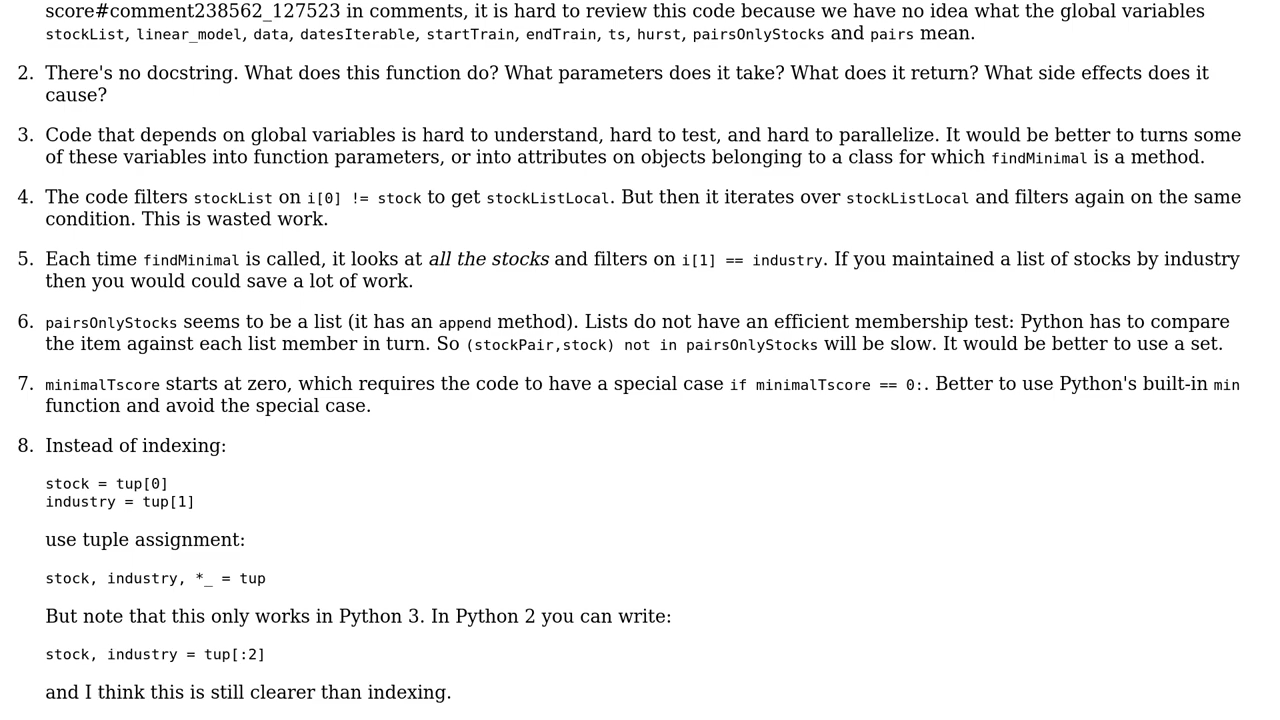 score#comment238562_127523 in comments, it is hard to review this code because we have no idea what the global variables
stockList, linear_model, data, datesIterable, startTrain, endTrain, ts, hurst, pairsOnlyStocks and pairs mean.
2. There's no docstring. What does this function do? What parameters does it take? What does it return? What side effects does it
cause?
3. Code that depends on global variables is hard to understand, hard to test, and hard to parallelize. It would be better to turns some
of these variables into function parameters, or into attributes on objects belonging to a class for which findMinimal is a method.
4. The code filters stockList on i[0] != stock to get stockListLocal. But then it iterates over stockListLocal and filters again on the same
condition. This is wasted work.
5. Each time findMinimal is called, it looks at all the stocks and filters on i[1] == industry. If you maintained a list of stocks by industry
then you would could save a lot of work.
6. pairsOnlyStocks seems to be a list (it has an append method). Lists do not have an efficient membership test: Python has to compare
the item against each list member in turn. So (stockPair,stock) not in pairsOnlyStocks will be slow. It would be better to use a set.
7. minimalTscore starts at zero, which requires the code to have a special case if minimalTscore == 0:. Better to use Python's built-in min
function and avoid the special case.
8. Instead of indexing:
stock = tup[0]
industry = tup[1]
use tuple assignment:
stock, industry, *_ = tup
But note that this only works in Python 3. In Python 2 you can write:
stock, industry = tup[:2]
and I think this is still clearer than indexing.